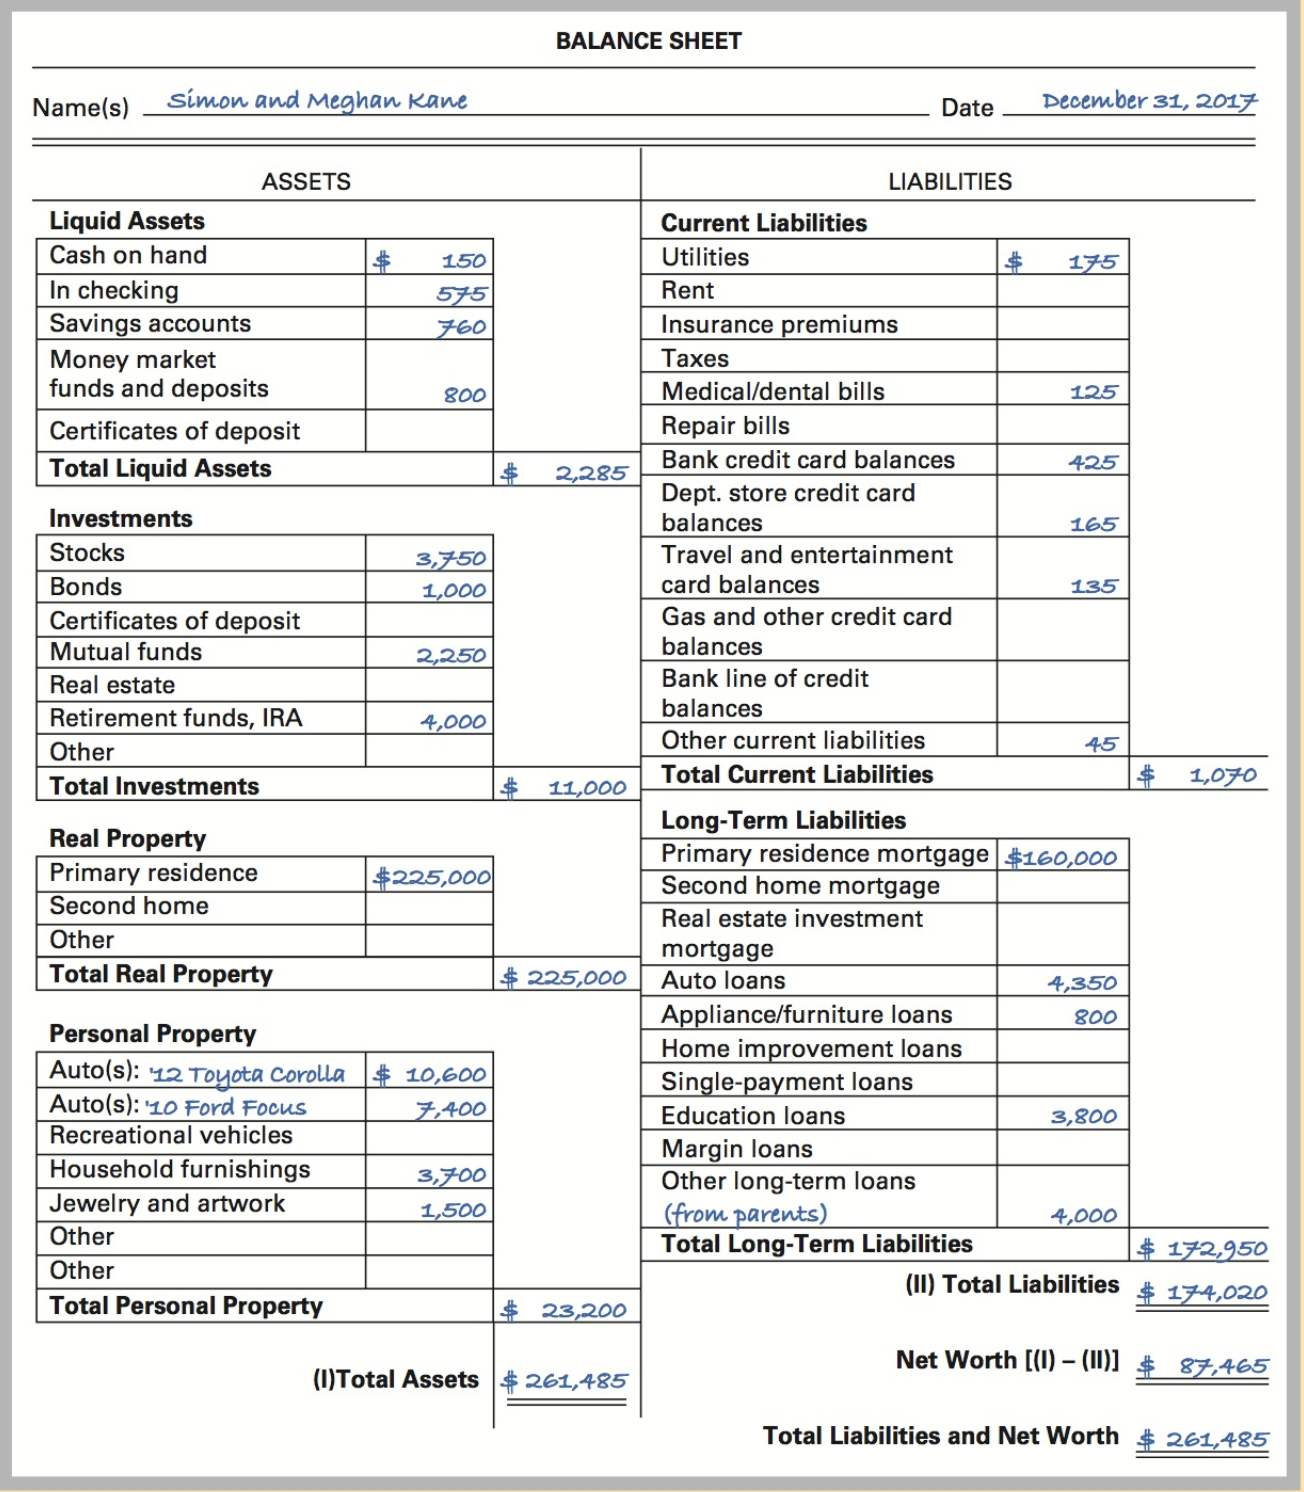 BALANCE SHEET
Name(s) Simon and Meghan Kane Date December 31, 2017
ASSETS
Liquid Assets
Cash on hand $ 150
In checking 575
Savings accounts 760
Money market
funds and deposits 800
Certificates of deposit
Total Liquid Assets $ 2,285
Investments
Stocks 3,750
Bonds 1,000
Certificates of deposit
Mutual funds 2,250
Real estate
Retirement funds, IRA 4,000
Other
Total Investments $ 11,000
Real Property
Primary residence $225,000
Second home
Other
Total Real Property $ 225,000
Personal Property
Auto(s): '12 Toyota Corolla $ 10,600
Auto(s): '10 Ford Focus 7,400
Recreational vehicles
Household furnishings 3,700
Jewelry and artwork 1,500
Other
Other
Total Personal Property $ 23,200
(I)Total Assets $ 261,485
LIABILITIES
Current Liabilities
Utilities $ 175
Rent
Insurance premiums
Taxes
Medical/dental bills 125
Repair bills
Bank credit card balances 425
Dept. store credit card
balances 165
Travel and entertainment
card balances 135
Gas and other credit card
balances
Bank line of credit
balances
Other current liabilities 45
Total Current Liabilities $ 1,070
Long-Term Liabilities
Primary residence mortgage $160,000
Second home mortgage
Real estate investment
mortgage
Auto loans 4,350
Appliance/furniture loans 800
Home improvement loans
Single-payment loans
Education loans 3,800
Margin loans
Other long-term loans
(from parents) 4,000
Total Long-Term Liabilities $ 172,950
(II) Total Liabilities $ 174,020
Net Worth [(I) – (II)] $ 87,465
Total Liabilities and Net Worth $ 261,485